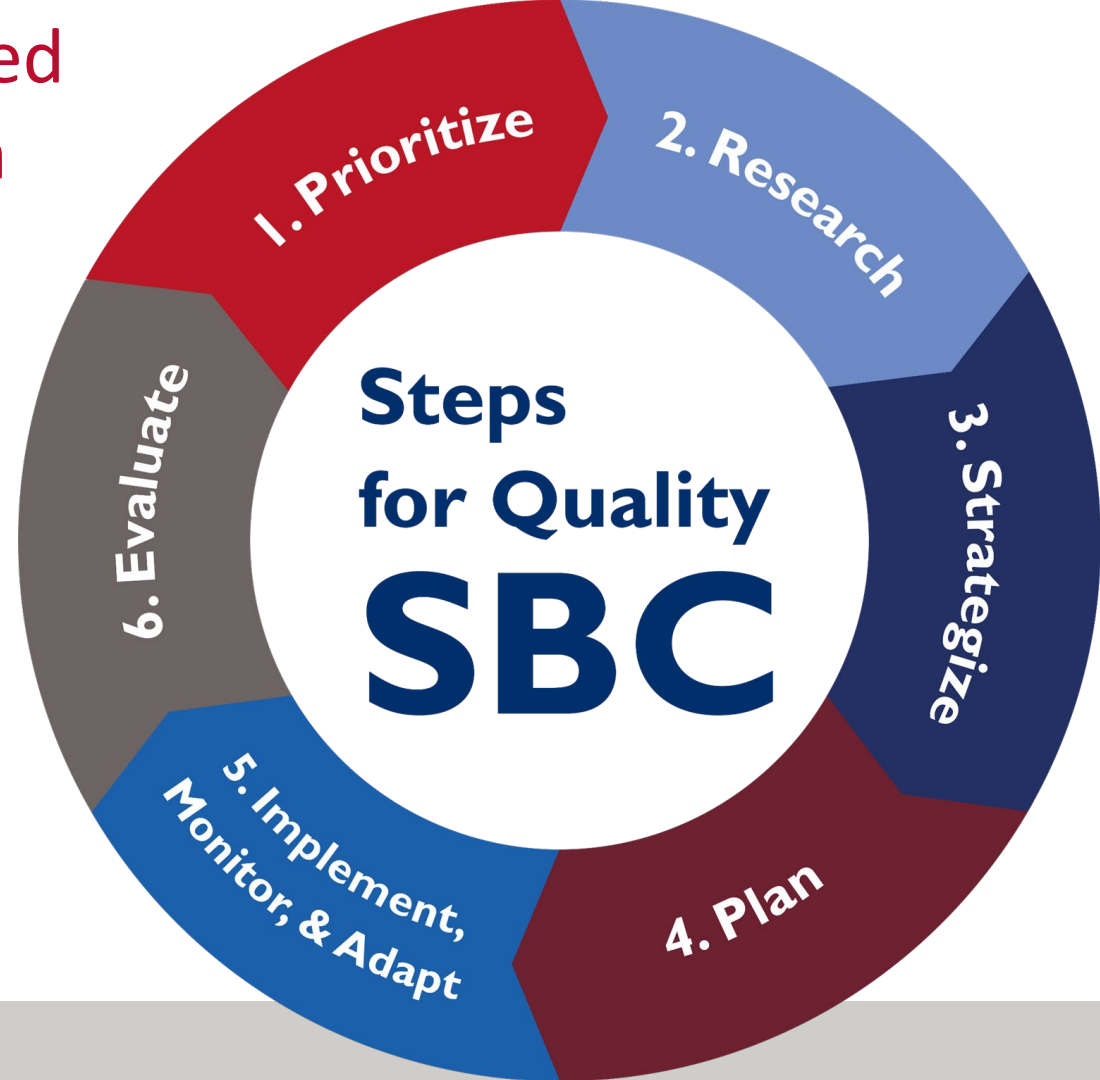 ed
1. Prioritize
2. Research
3. Strategize
4. Plan
5. Implement,
Monitor, & Adapt
6. Evaluate
Steps
for Quality
SBC